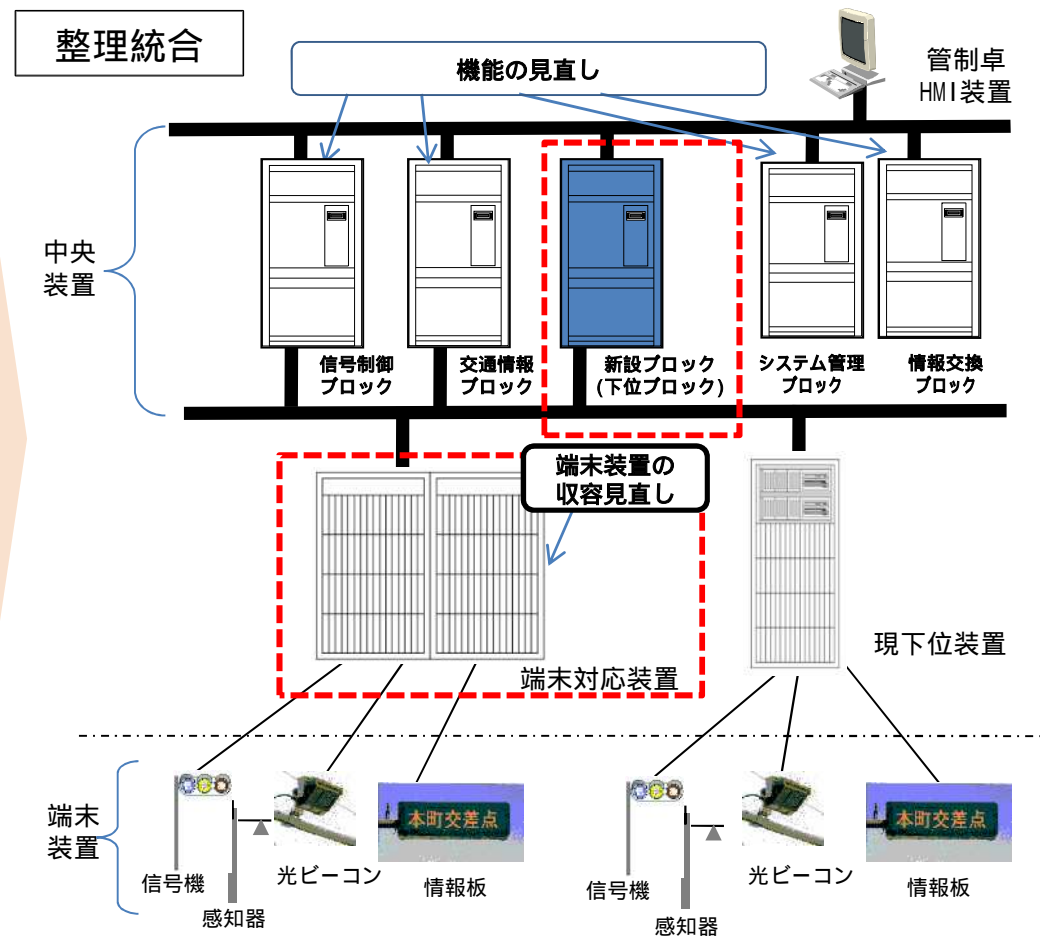 整理統合
機能の見直し
管制卓
HMI装置
中央
装置
信号制御
ブロック
交通情報
ブロック
新設ブロック
(下位ブロック)
システム管理
ブロック
情報交換
ブロック
端末装置の
収容見直し
端末対応装置
現下位装置
端末
装置
本町交差点
本町交差点
信号機
光ビーコン
情報板
感知器
信号機
光ビーコン
情報板
感知器